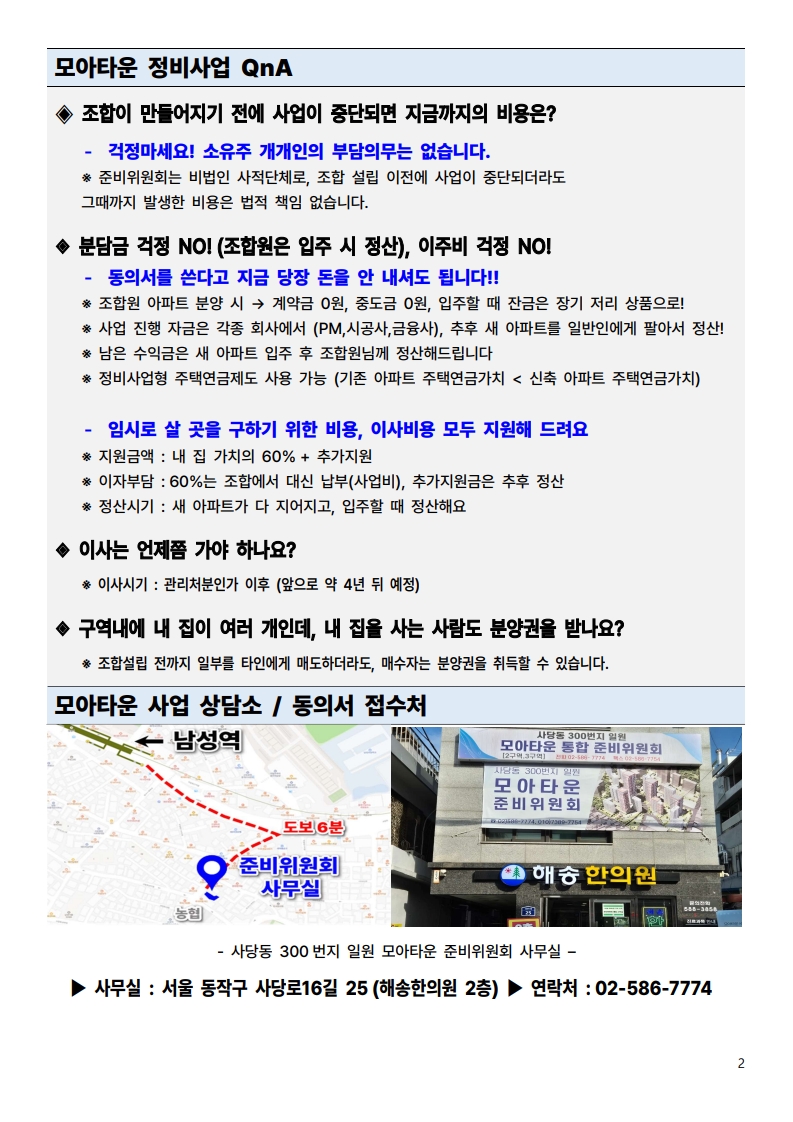 모아타운 정비사업 QnA
◈ 조합이 만들어지기 전에 사업이 중단되면 지금까지의 비용은?
- 걱정마세요! 소유주 개개인의 부담의무는 없습니다.
※ 준비위원회는 비법인 사적단체로, 조합 설립 이전에 사업이 중단되더라도
그때까지 발생한 비용은 법적 책임 없습니다.
◈ 분담금 걱정 NO! (조합원은 입주 시 정산), 이주비 걱정 NO!
- 동의서를 쓴다고 지금 당장 돈을 안 내셔도 됩니다!!
※ 조합원 아파트 분양 시 → 계약금 0원, 중도금 0원, 입주할 때 잔금은 장기 저리 상품으로!
※ 사업 진행 자금은 각종 회사에서 (PM,시공사,금융사), 추후 새 아파트를 일반인에게 팔아서 정산!
※ 남은 수익금은 새 아파트 입주 후 조합원님께 정산해드립니다
※ 정비사업형 주택연금제도 사용 가능 (기존 아파트 주택연금가치 < 신축 아파트 주택연금가치)
- 임시로 살 곳을 구하기 위한 비용, 이사비용 모두 지원해 드려요
※ 지원금액 : 내 집 가치의 60% + 추가지원
※ 이자부담 : 60%는 조합에서 대신 납부(사업비), 추가지원금은 추후 정산
※ 정산시기 : 새 아파트가 다 지어지고, 입주할 때 정산해요
◈ 이사는 언제쯤 가야 하나요?
※ 이사시기 : 관리처분인가 이후 (앞으로 약 4년 뒤 예정)
◈ 구역내에 내 집이 여러 개인데, 내 집을 사는 사람도 분양권을 받나요?
※ 조합설립 전까지 일부를 타인에게 매도하더라도, 매수자는 분양권을 취득할 수 있습니다.
모아타운 사업 상담소 / 동의서 접수처
← 남성역
도보 6분
준비위원회
사무실
농협
사당동 300번지 일원
모아타운 통합 준비위원회
(2구역,3구역)
사당동 300번지 일원
모아타운
준비위원회
해송 한의원
25
- 사당동 300번지 일원 모아타운 준비위원회 사무실 –
▶ 사무실 : 서울 동작구 사당로16길 25 (해송한의원 2층) ▶ 연락처 : 02-586-7774
2